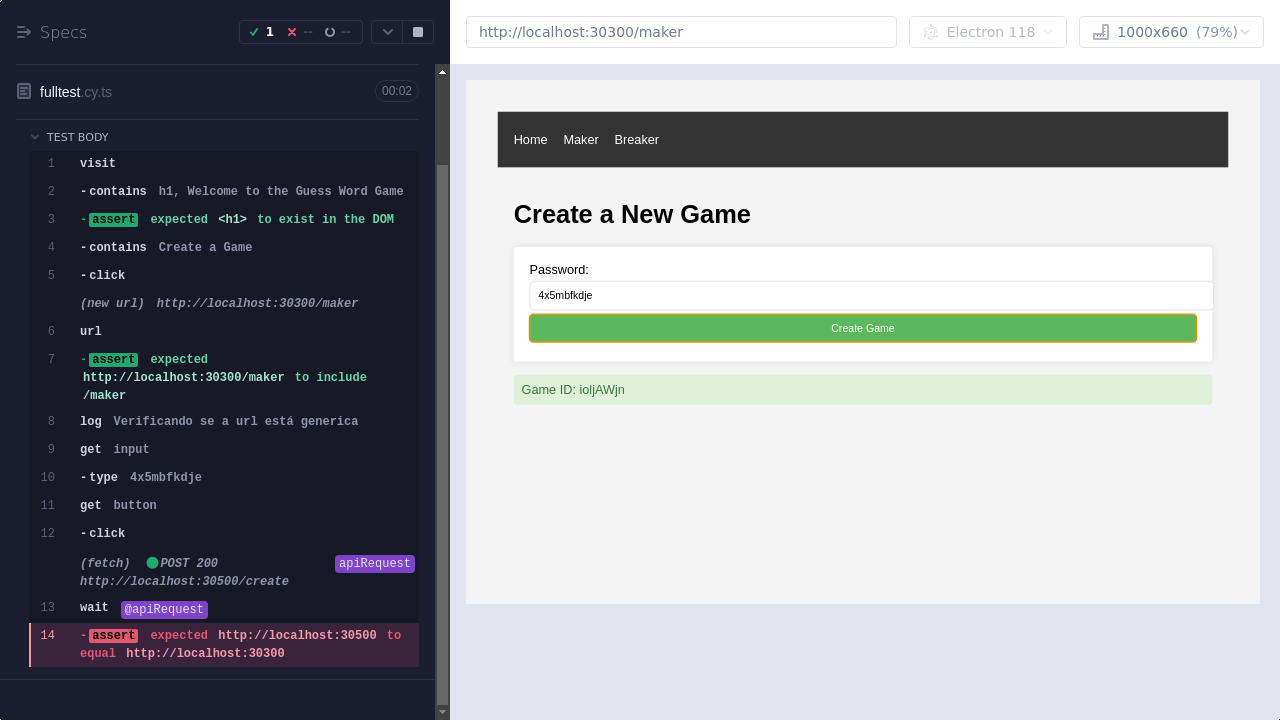 Specs
1 -- --
fulltest.cy.ts 00:02
TEST BODY
1 visit
2 -contains h1, Welcome to the Guess Word Game
3 -assert expected <h1> to exist in the DOM
4 -contains Create a Game
5 -click
(new url) http://localhost:30300/maker
6 url
7 -assert expected
http://localhost:30300/maker to include
/maker
8 log Verificando se a url está generica
9 get input
10 -type 4x5mbfkdje
11 get button
12 -click
(fetch) POST 200 apiRequest
http://localhost:30500/create
13 wait @apiRequest
14 -assert expected http://localhost:30500 to
equal http://localhost:30300
http://localhost:30300/maker
Electron 118
1000x660 (79%)
Home Maker Breaker
Create a New Game
Password:
4x5mbfkdje
Create Game
Game ID: ioljAWjn